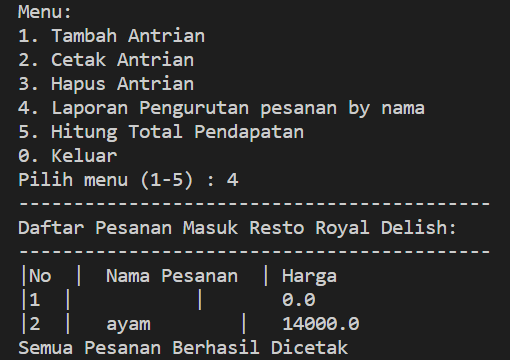 Menu:
1. Tambah Antrian
2. Cetak Antrian
3. Hapus Antrian
4. Laporan Pengurutan pesanan by nama
5. Hitung Total Pendapatan
0. Keluar
Pilih menu (1-5) : 4
-------------------------------------------
Daftar Pesanan Masuk Resto Royal Delish:
-------------------------------------------
|No  |  Nama Pesanan  | Harga
|1  |           |       0.0
|2  |   ayam        |   14000.0
Semua Pesanan Berhasil Dicetak